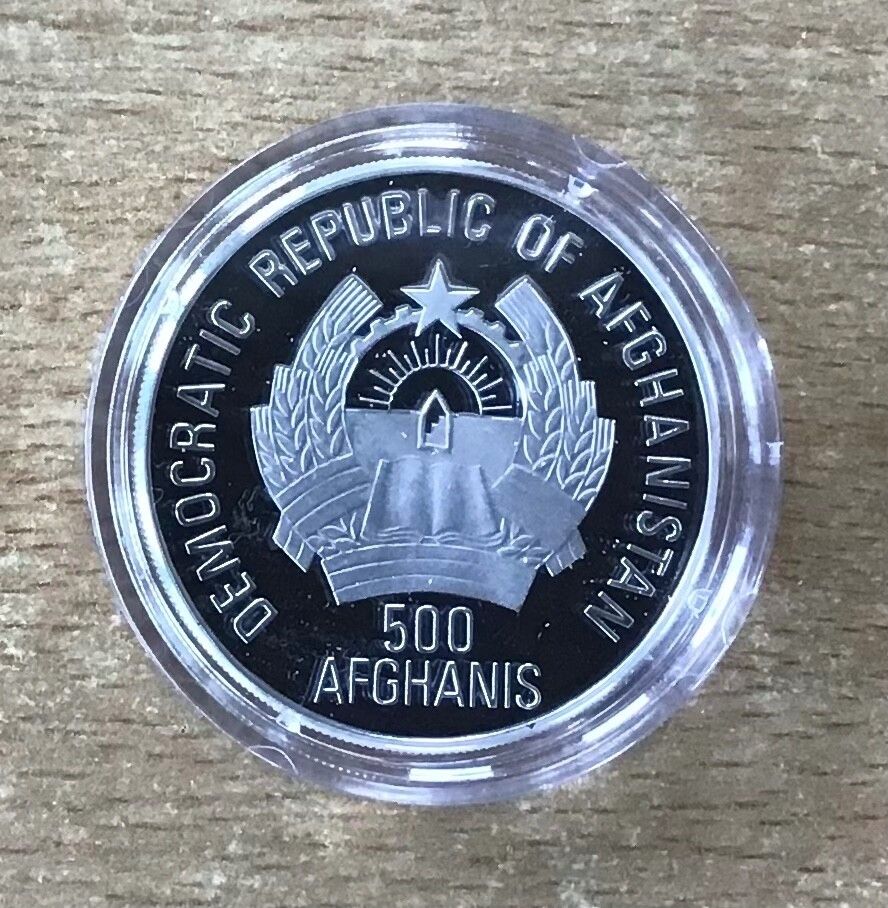 DEMOCRATIC REPUBLIC OF AFGHANISTAN
500
AFGHANIS